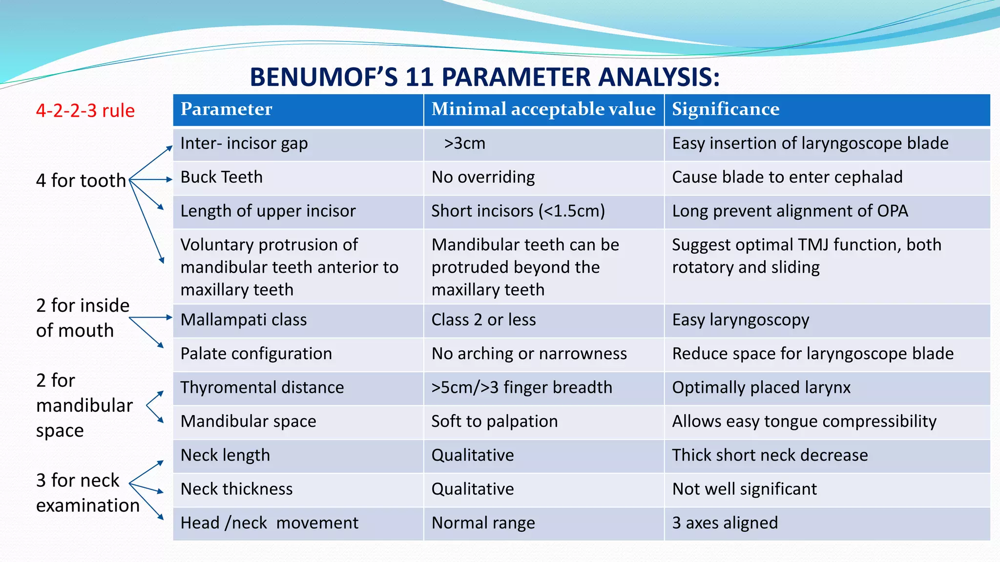 BENUMOF’S 11 PARAMETER ANALYSIS:
4-2-2-3 rule
4 for tooth
2 for inside
of mouth
2 for
mandibular
space
3 for neck
examination
Parameter
Minimal acceptable value
Significance
Inter- incisor gap
>3cm
Easy insertion of laryngoscope blade
Buck Teeth
No overriding
Cause blade to enter cephalad
Length of upper incisor
Short incisors (<1.5cm)
Long prevent alignment of OPA
Voluntary protrusion of
mandibular teeth anterior to
maxillary teeth
Mandibular teeth can be
protruded beyond the
maxillary teeth
Suggest optimal TMJ function, both
rotatory and sliding
Mallampati class
Class 2 or less
Easy laryngoscopy
Palate configuration
No arching or narrowness
Reduce space for laryngoscope blade
Thyromental distance
>5cm/>3 finger breadth
Optimally placed larynx
Mandibular space
Soft to palpation
Allows easy tongue compressibility
Neck length
Qualitative
Thick short neck decrease
Neck thickness
Qualitative
Not well significant
Head /neck  movement
Normal range
3 axes aligned